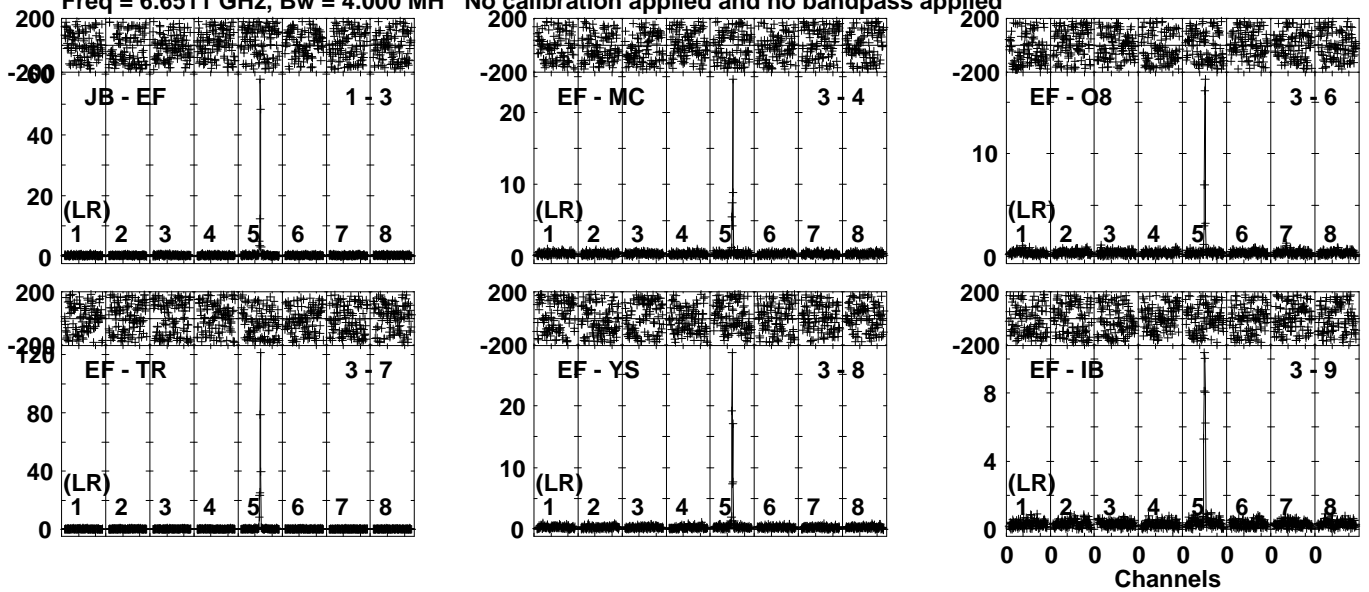 Freq = 6.6511 GHz, Bw = 4.000 MH No calibration applied and no bandpass applied
200 200 200
-200 -200 -200
60
JB - EF 1 - 3 EF - MC 3 - 4 EF - O8 3 - 6
40 20 10
20 10
(LR) (LR) (LR)
1 2 3 4 5 6 7 8 1 2 3 4 5 6 7 8 1 2 3 4 5 6 7 8
0 0 0
200 200 200
-200 -200 -200
120
EF - TR 3 - 7 EF - YS 3 - 8 EF - IB 3 - 9
80 20 8
40 10 4
(LR) (LR) (LR)
1 2 3 4 5 6 7 8 1 2 3 4 5 6 7 8 1 2 3 4 5 6 7 8
0 0 0
0 0 0 0 0 0 0 0
Channels